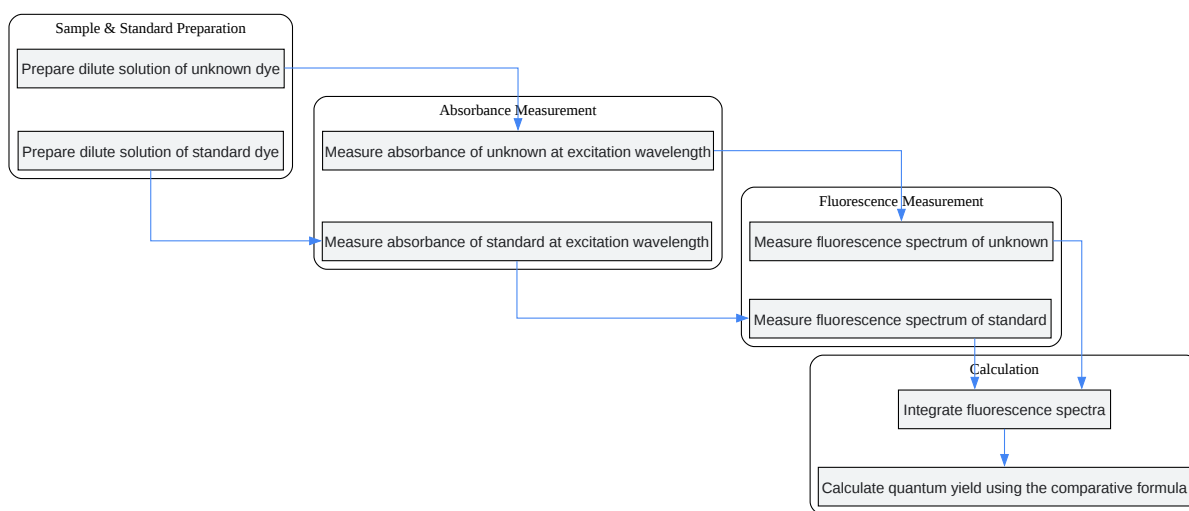 Sample & Standard Preparation
Prepare dilute solution of unknown dye
Prepare dilute solution of standard dye
Absorbance Measurement
Measure absorbance of unknown at excitation wavelength
Measure absorbance of standard at excitation wavelength
Fluorescence Measurement
Measure fluorescence spectrum of unknown
Measure fluorescence spectrum of standard
Calculation
Integrate fluorescence spectra
Calculate quantum yield using the comparative formula